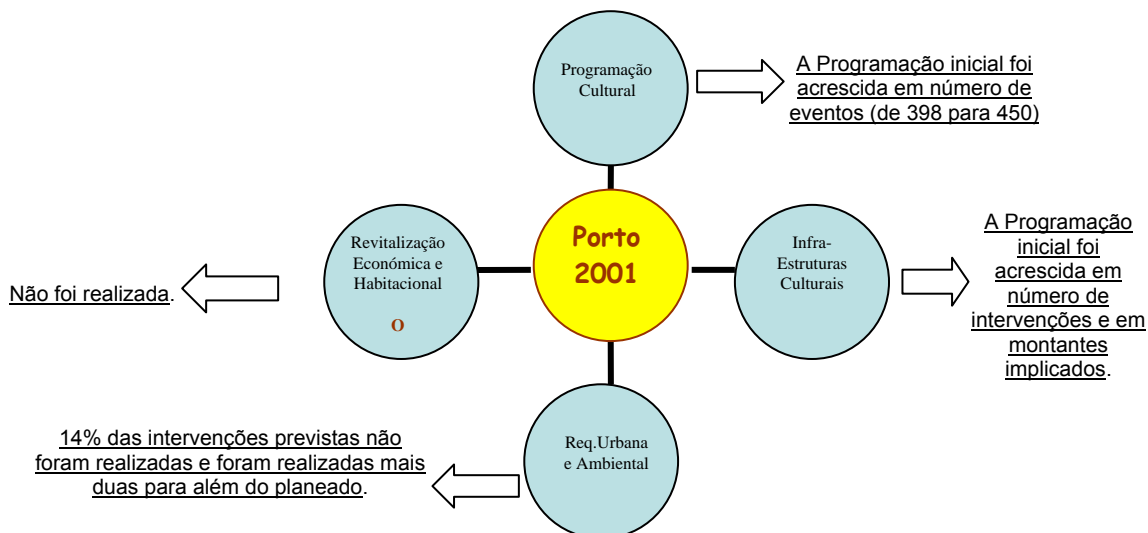 Programação
Cultural
A Programação inicial foi
acrescida em número de
eventos (de 398 para 450)
Porto
2001
Revitalização
Económica e
Habitacional
O
Não foi realizada.
Infra-
Estruturas
Culturais
A Programação
inicial foi
acrescida em
número de
intervenções e em
montantes
implicados.
Req.Urbana
e Ambiental
14% das intervenções previstas não
foram realizadas e foram realizadas mais
duas para além do planeado.